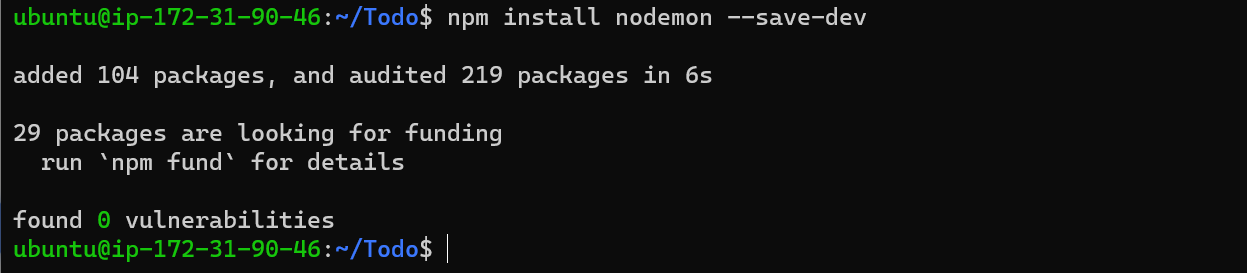 ubuntu@ip-172-31-90-46:~/Todo$ npm install nodemon --save-dev
added 104 packages, and audited 219 packages in 6s
29 packages are looking for funding
  run `npm fund` for details
found 0 vulnerabilities
ubuntu@ip-172-31-90-46:~/Todo$